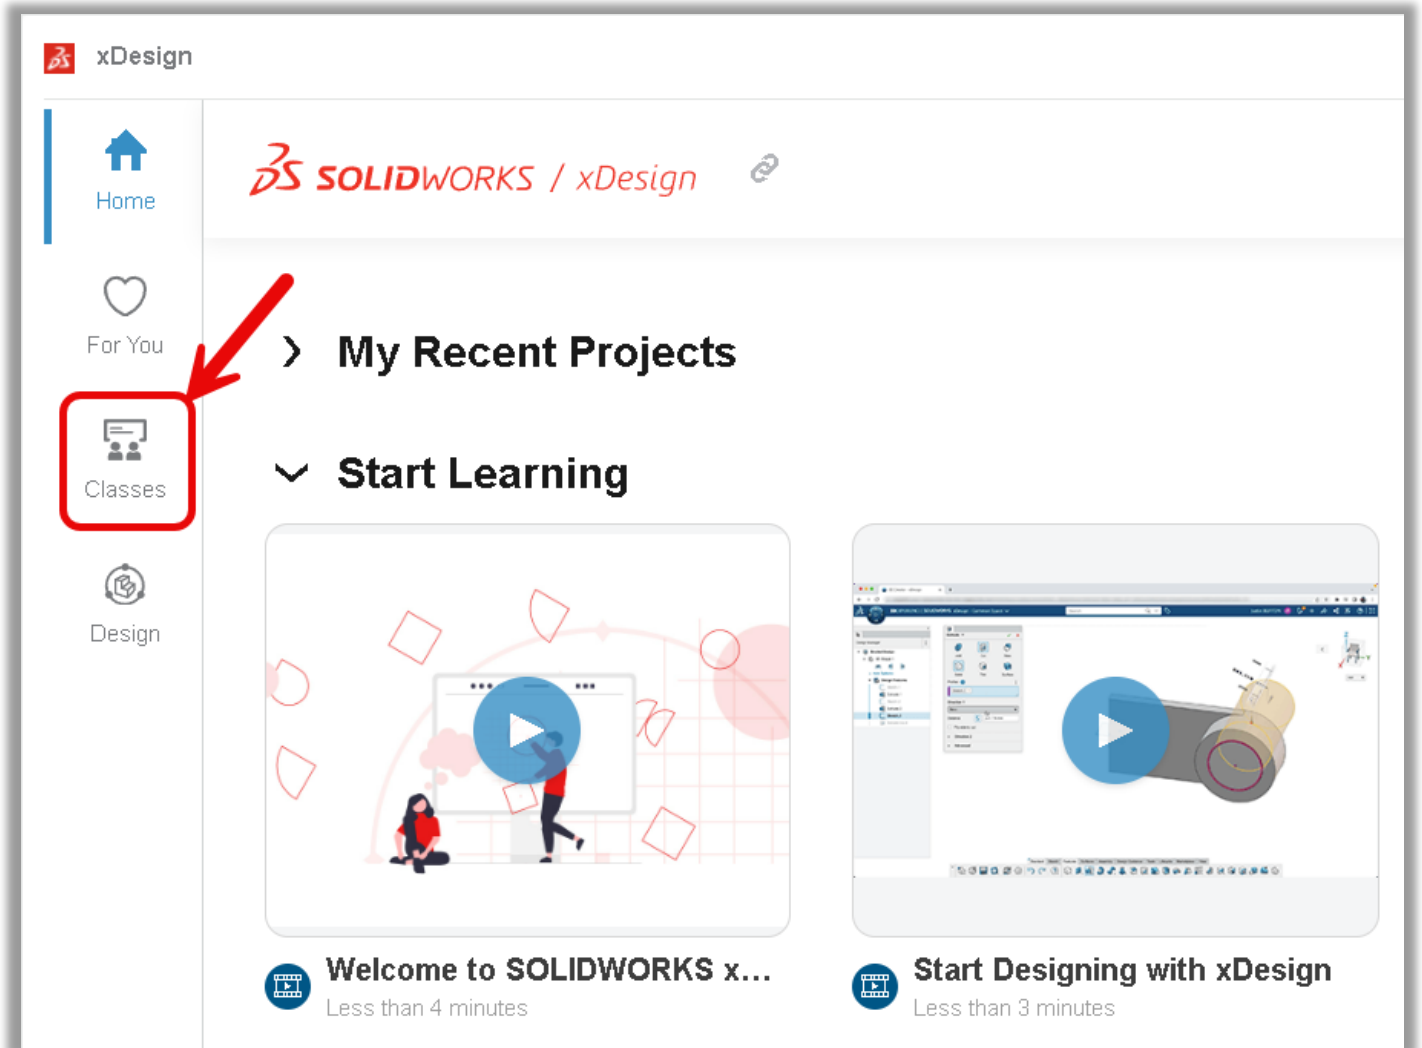 xDesign
Home
SOLIDWORKS / xDesign
For You
My Recent Projects
Classes
Start Learning
Design
Welcome to SOLIDWORKS x...
Less than 4 minutes
Start Designing with xDesign
Less than 3 minutes